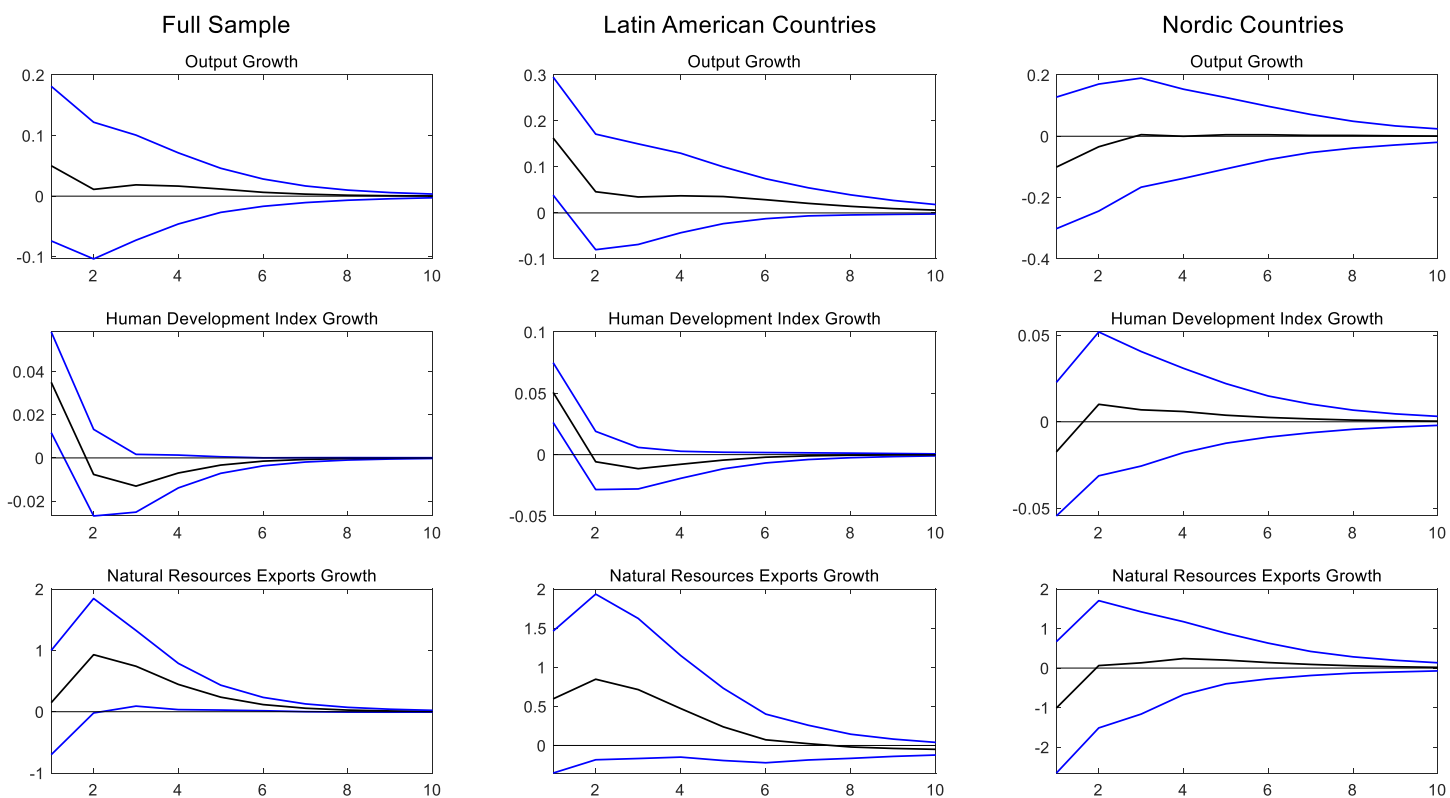 Full Sample
Latin American Countries
Nordic Countries
Output Growth
0.2
0.1
0
-0.1
2 4 6 8 10
Output Growth
0.3
0.2
0.1
0
-0.1
2 4 6 8 10
Output Growth
0.2
0
-0.2
-0.4
2 4 6 8 10
Human Development Index Growth
0.04
0.02
0
-0.02
2 4 6 8 10
Human Development Index Growth
0.1
0.05
0
-0.05
2 4 6 8 10
Human Development Index Growth
0.05
0
-0.05
2 4 6 8 10
Natural Resources Exports Growth
2
1
0
-1
2 4 6 8 10
Natural Resources Exports Growth
2
1.5
1
0.5
0
2 4 6 8 10
Natural Resources Exports Growth
2
1
0
-1
-2
2 4 6 8 10